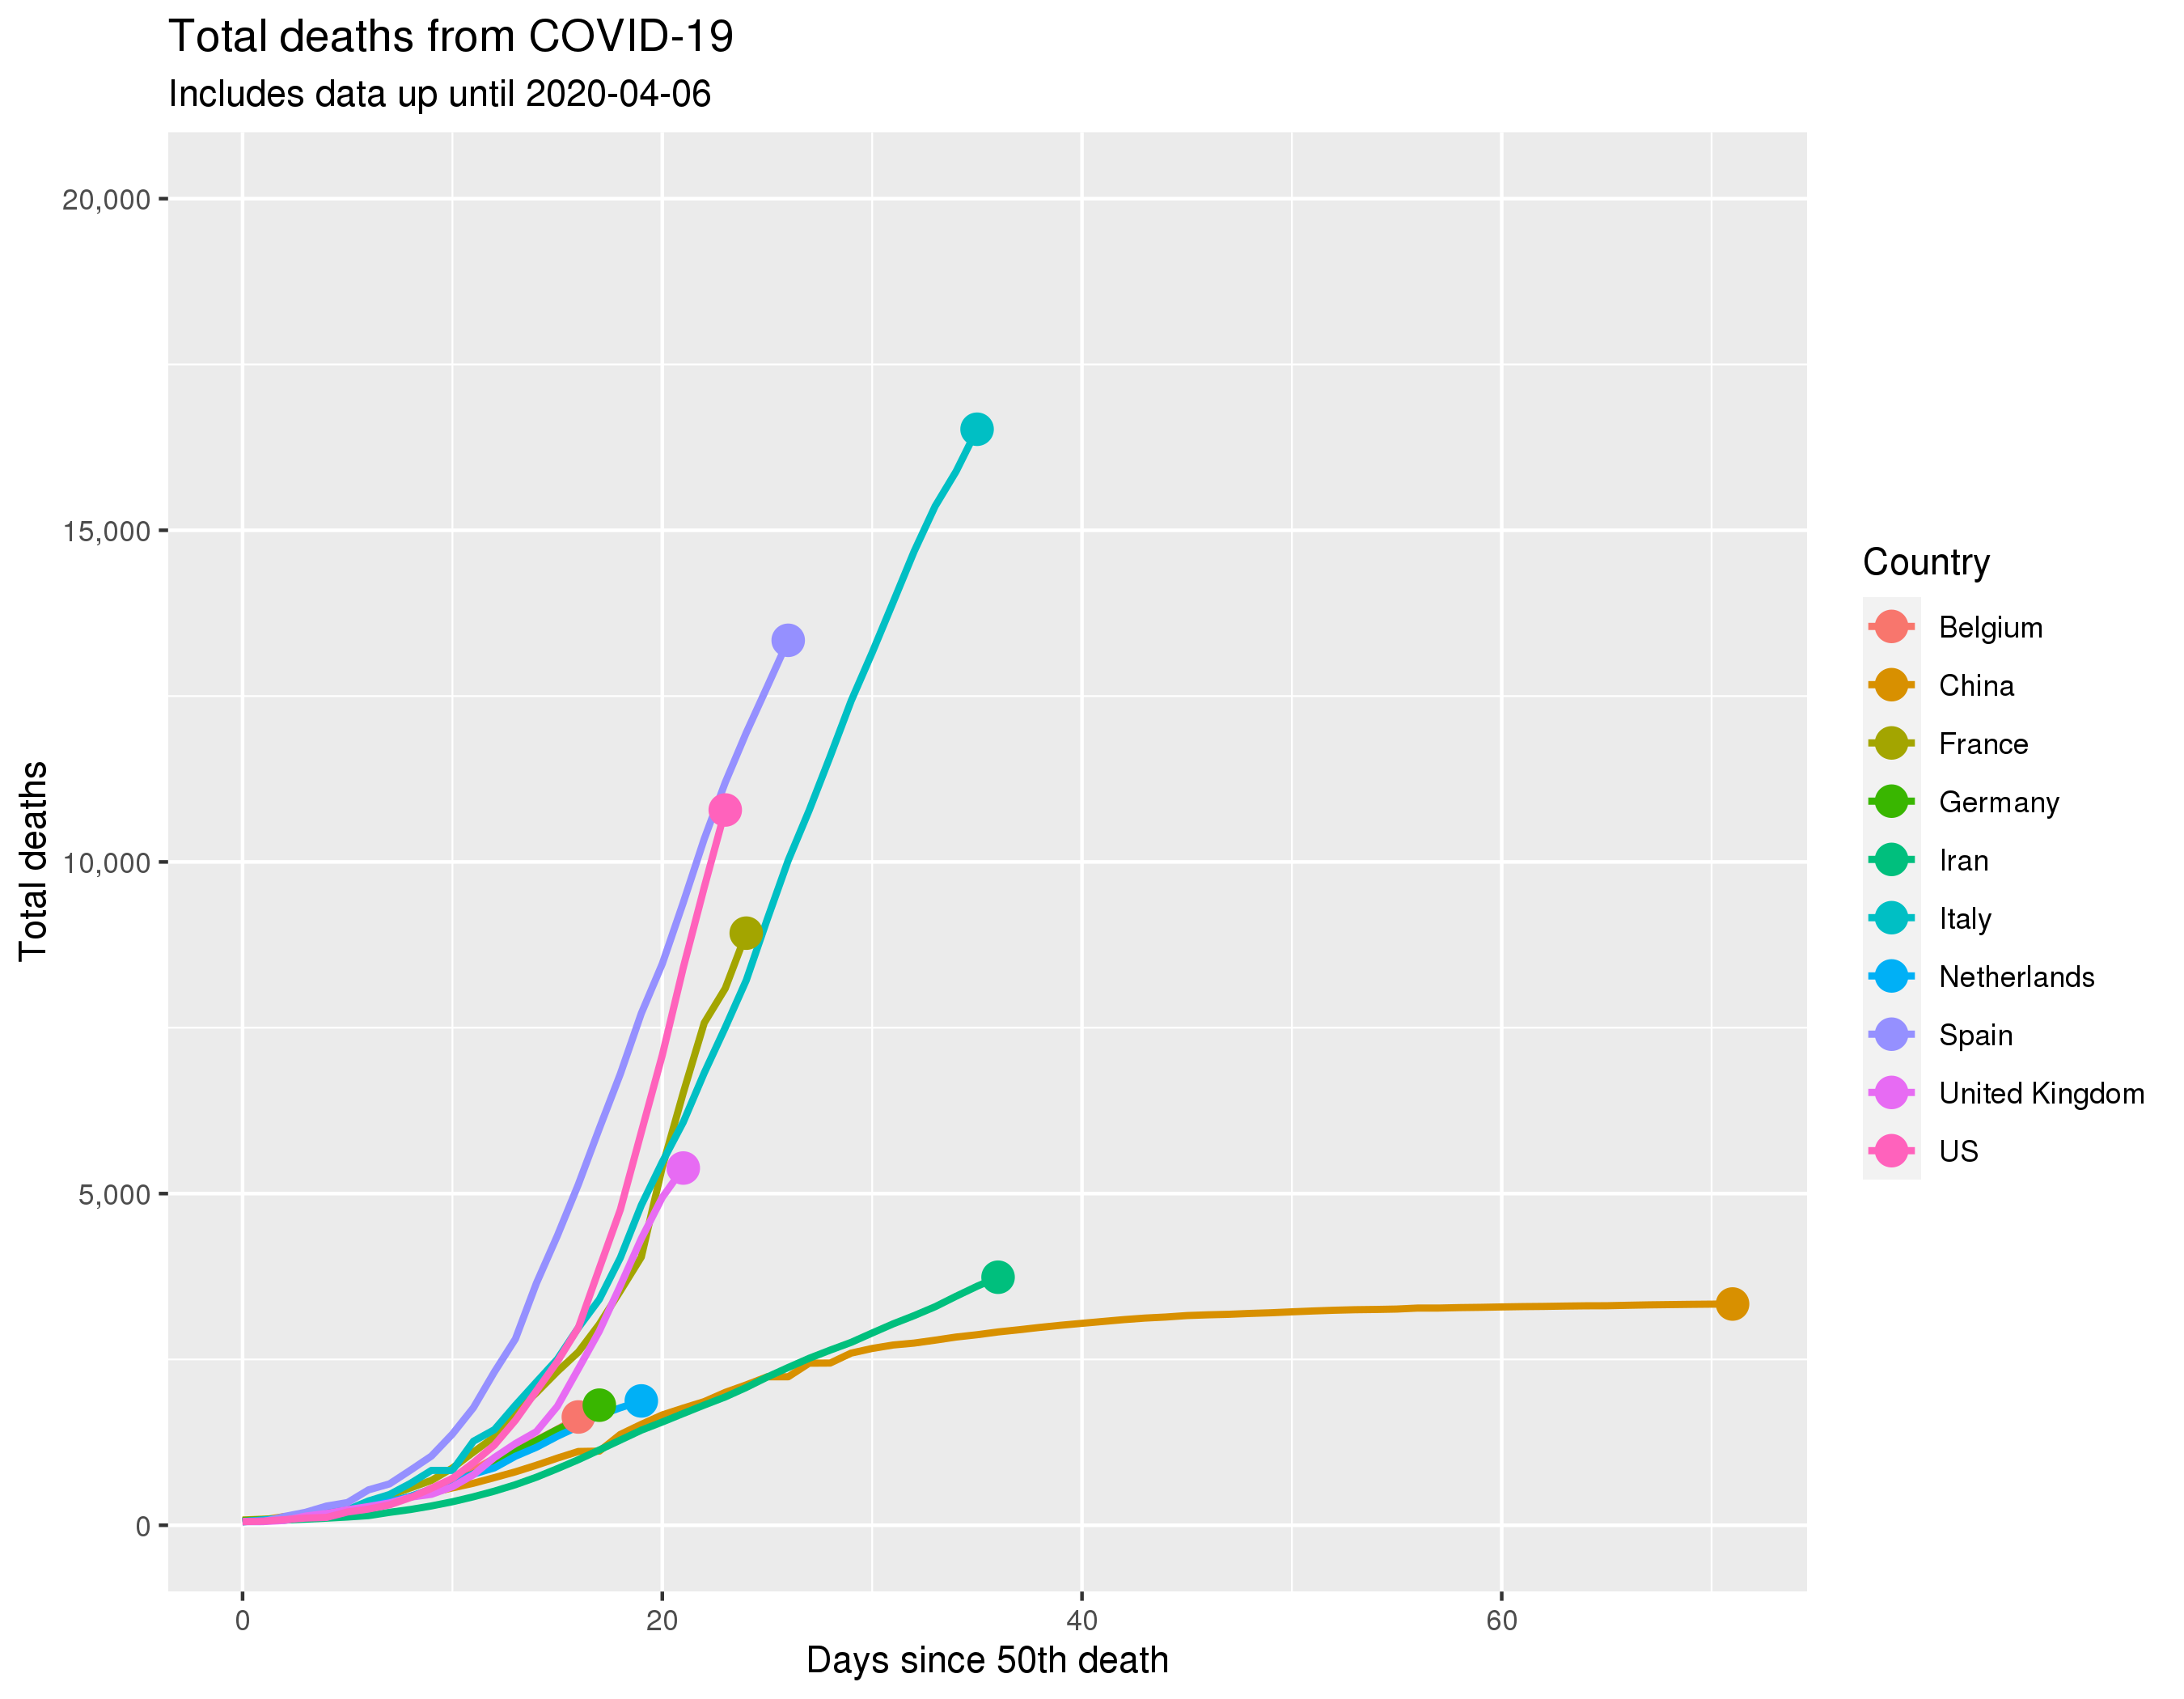 Total deaths from COVID-19
Includes data up until 2020-04-06
Total deaths
20,000
15,000
10,000
5,000
0
0 20 40 60
Days since 50th death
Country
Belgium
China
France
Germany
Iran
Italy
Netherlands
Spain
United Kingdom
US